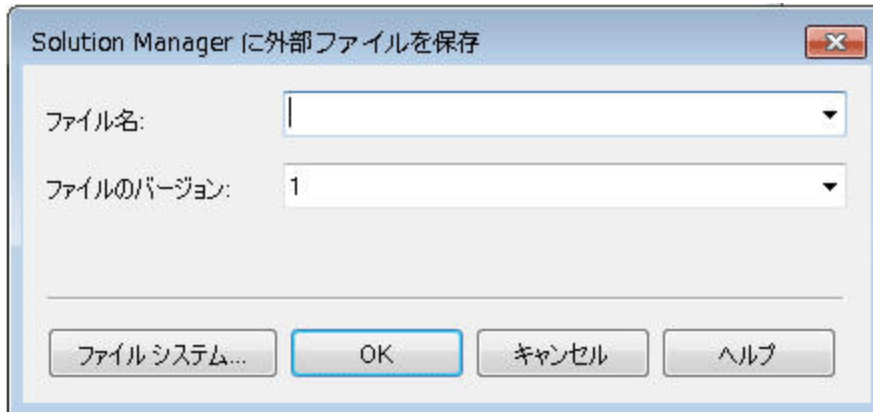 Solution Manager に外部ファイルを保存
ファイル名:
ファイルのバージョン: 1
ファイル システム... OK キャンセル ヘルプ